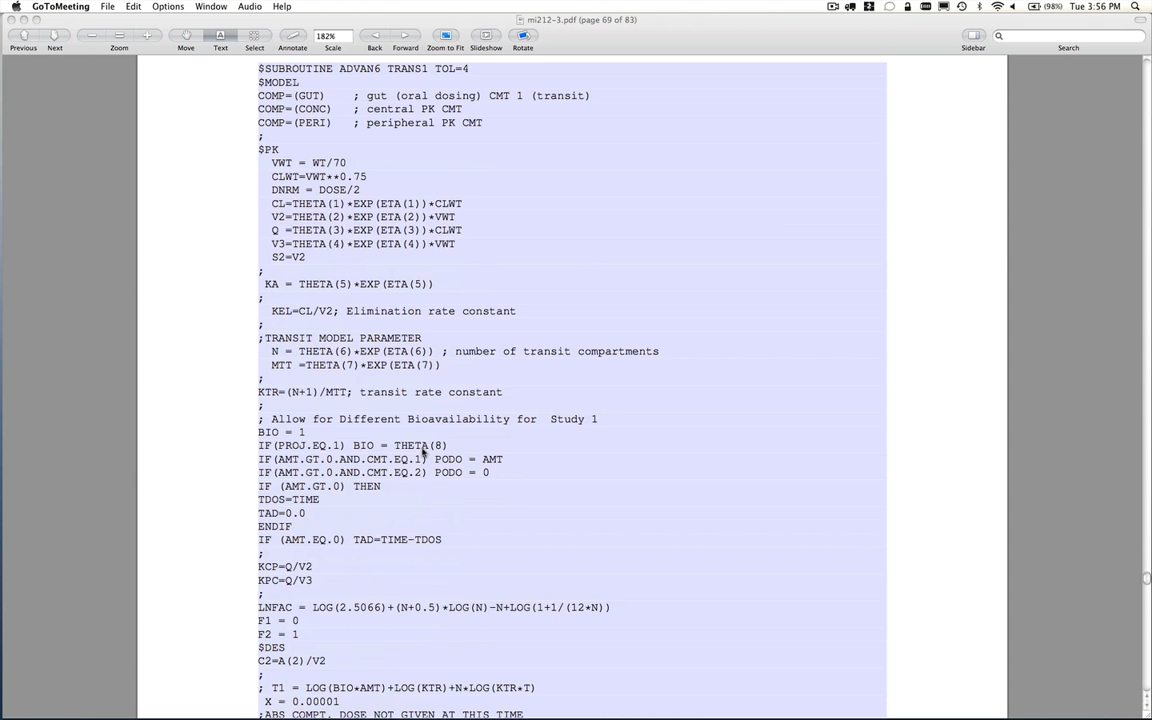 GoToMeeting File Edit Options Window Audio Help
(98%) Tue 3:56 PM
mi212-3.pdf (page 69 of 83)
182%
Previous Next Zoom Move Text Select Annotate Scale Back Forward Zoom to Fit Slideshow Rotate Sidebar Search
$SUBROUTINE ADVAN6 TRANS1 TOL=4
$MODEL
COMP=(GUT) ; gut (oral dosing) CMT 1 (transit)
COMP=(CONC) ; central PK CMT
COMP=(PERI) ; peripheral PK CMT
;
$PK
VWT = WT/70
CLWT=VWT**0.75
DNRM = DOSE/2
CL=THETA(1)*EXP(ETA(1))*CLWT
V2=THETA(2)*EXP(ETA(2))*VWT
Q =THETA(3)*EXP(ETA(3))*CLWT
V3=THETA(4)*EXP(ETA(4))*VWT
S2=V2
;
KA = THETA(5)*EXP(ETA(5))
;
KEL=CL/V2; Elimination rate constant
;
;TRANSIT MODEL PARAMETER
N = THETA(6)*EXP(ETA(6)) ; number of transit compartments
MTT =THETA(7)*EXP(ETA(7))
;
KTR=(N+1)/MTT; transit rate constant
;
; Allow for Different Bioavailability for Study 1
BIO = 1
IF(PROJ.EQ.1) BIO = THETA(8)
IF(AMT.GT.0.AND.CMT.EQ.1) PODO = AMT
IF(AMT.GT.0.AND.CMT.EQ.2) PODO = 0
IF (AMT.GT.0) THEN
TDOS=TIME
TAD=0.0
ENDIF
IF (AMT.EQ.0) TAD=TIME-TDOS
;
KCP=Q/V2
KPC=Q/V3
;
LNFAC = LOG(2.5066)+(N+0.5)*LOG(N)-N+LOG(1+1/(12*N))
F1 = 0
F2 = 1
$DES
C2=A(2)/V2
;
; T1 = LOG(BIO*AMT)+LOG(KTR)+N*LOG(KTR*T)
X = 0.00001
;ABS COMPT. DOSE NOT GIVEN AT THIS TIME